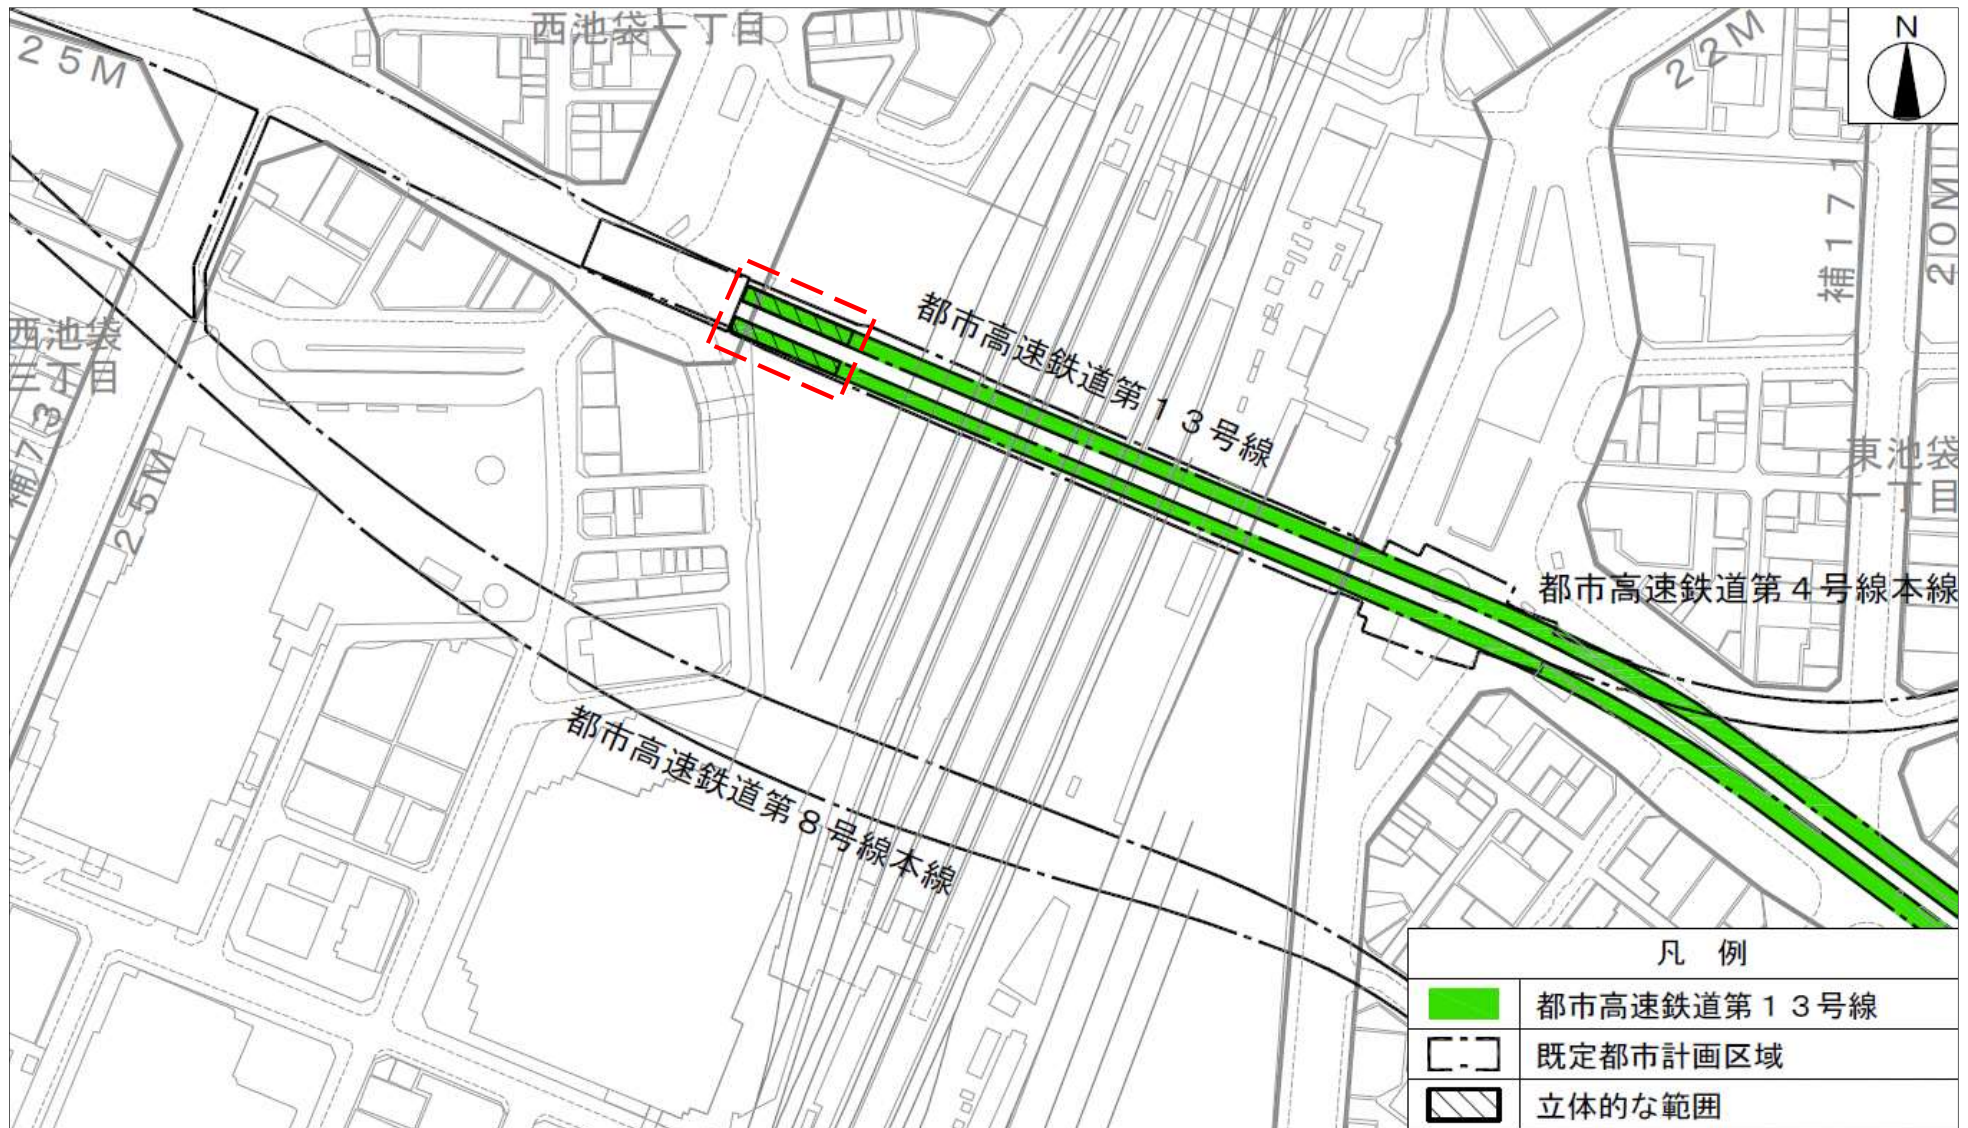 西池袋一丁目
25M
22M
N
補171
20M
都市高速鉄道第13号線
西池袋
三丁目
補73
25M
東池袋
一丁目
都市高速鉄道第4号線本線
都市高速鉄道第8号線本線
凡 例
都市高速鉄道第13号線
既定都市計画区域
立体的な範囲